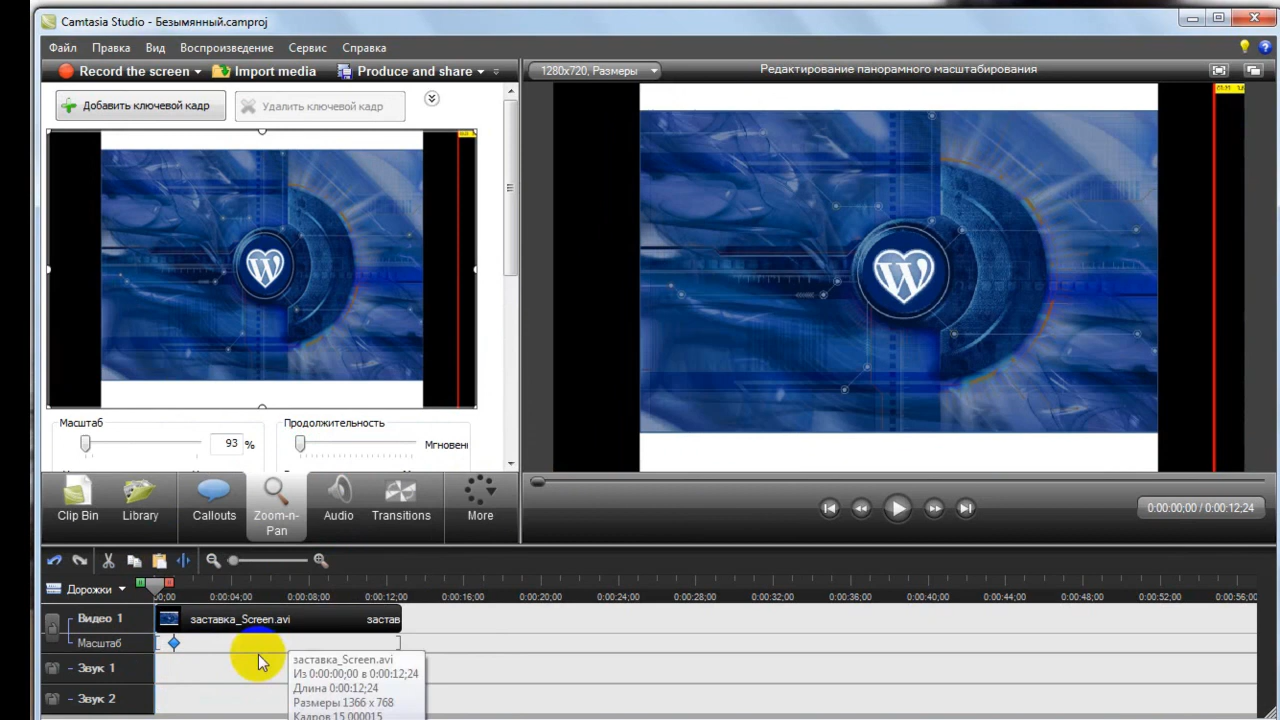 Camtasia Studio - Безымянный.camproj
Файл Правка Вид Воспроизведение Сервис Справка
Record the screen Import media Produce and share
1280x720, Размеры Редактирование панорамного масштабирования
Добавить ключевой кадр Удалить ключевой кадр
Масштаб Продолжительность
93 % Мгновенн
Clip Bin Library Callouts Zoom-n-Pan Audio Transitions More
0:00:00;00 / 0:00:12;24
Дорожки 00;00 0:00:04;00 0:00:08;00 0:00:12;00 0:00:16;00 0:00:20;00 0:00:24;00 0:00:28;00 0:00:32;00 0:00:36;00 0:00:40;00 0:00:44;00 0:00:48;00 0:00:52;00 0:00:56;00
Видео 1 заставка_Screen.avi застав
Масштаб
Звук 1
Звук 2
заставка_Screen.avi
Из 0:00:00;00 в 0:00:12;24
Длина 0:00:12;24
Размеры 1366 x 768
Кадров 15.000015